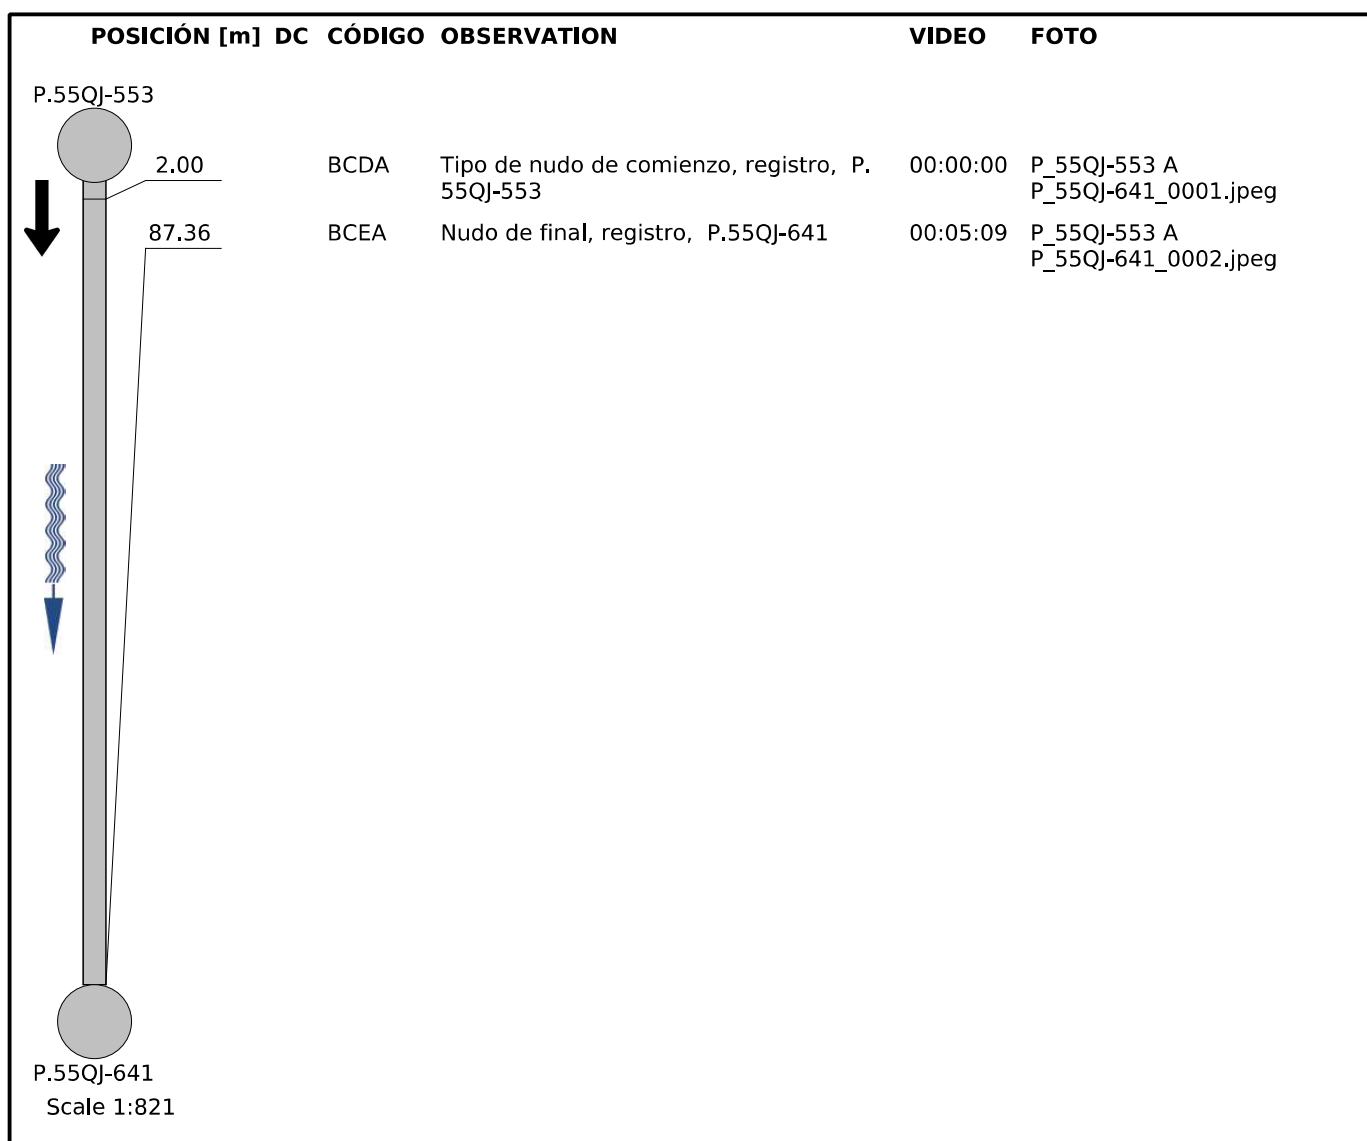 POSICIÓN [m] DC CÓDIGO OBSERVATION VIDEO FOTO
P.55QJ-553
2.00 BCDA Tipo de nudo de comienzo, registro, P. 00:00:00 P_55QJ-553 A
55QJ-553 P_55QJ-641_0001.jpeg
87.36 BCEA Nudo de final, registro, P.55QJ-641 00:05:09 P_55QJ-553 A
P_55QJ-641_0002.jpeg
P.55QJ-641
Scale 1:821